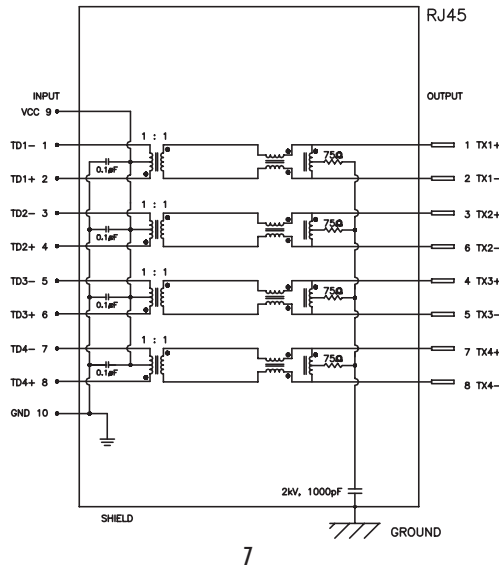 RJ45
INPUT
OUTPUT
VCC 9
1 : 1
TD1- 1
75Ω
1 TX1+
0.1µF
TD1+ 2
2 TX1-
1 : 1
TD2- 3
75Ω
3 TX2+
0.1µF
TD2+ 4
6 TX2-
1 : 1
TD3- 5
75Ω
4 TX3+
0.1µF
TD3+ 6
5 TX3-
1 : 1
TD4- 7
75Ω
7 TX4+
0.1µF
TD4+ 8
8 TX4-
GND 10
2kV, 1000pF
SHIELD
GROUND
7